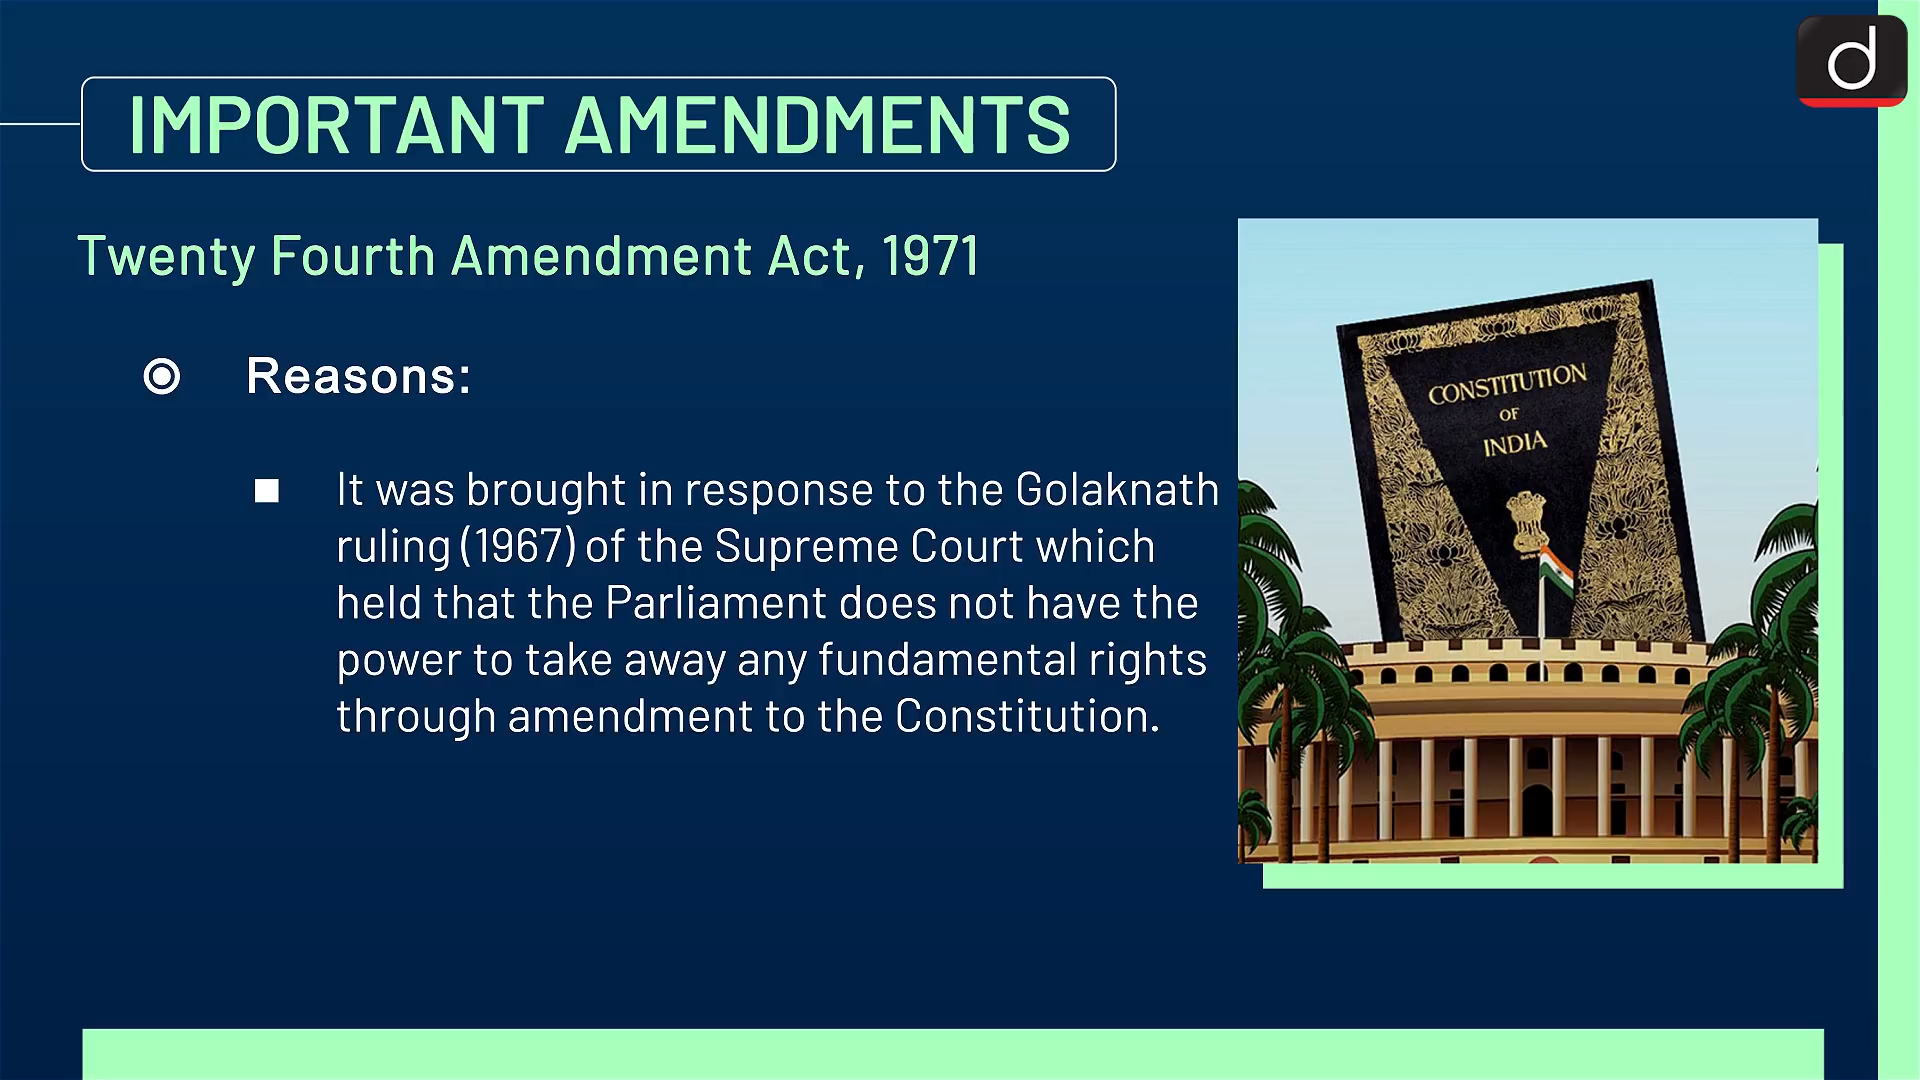 d
IMPORTANT AMENDMENTS
Twenty Fourth Amendment Act, 1971
Reasons:
It was brought in response to the Golaknath
ruling (1967) of the Supreme Court which
held that the Parliament does not have the
power to take away any fundamental rights
through amendment to the Constitution.
CONSTITUTION
OF
INDIA